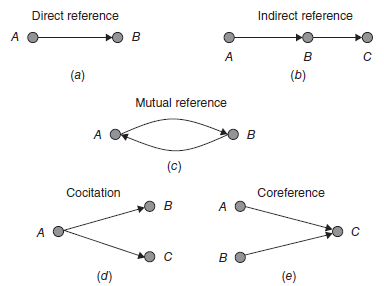 Direct reference
A B
(a)
Indirect reference
A B C
(b)
Mutual reference
A B
(c)
Cocitation
B
A
C
(d)
Coreference
A
C
B
(e)